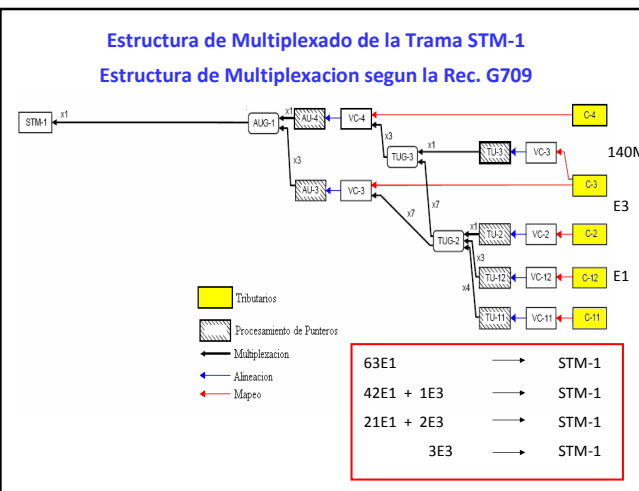 Estructura de Multiplexado de la Trama STM-1
Estructura de Multiplexacion segun la Rec. G709
STM-1
x1
AUG-1
x1
AU-4
VC-4
C-4
x3
x1
TUG-3
TU-3
VC-3
140M
x3
AU-3
VC-3
C-3
E3
x7
x7
TUG-2
x1
TU-2
VC-2
C-2
x3
TU-12
VC-12
C-12
E1
x4
TU-11
VC-11
C-11
Tributarios
Procesamiento de Punteros
Multiplexacion
Alineacion
Mapeo
63E1 → STM-1
42E1 + 1E3 → STM-1
21E1 + 2E3 → STM-1
3E3 → STM-1